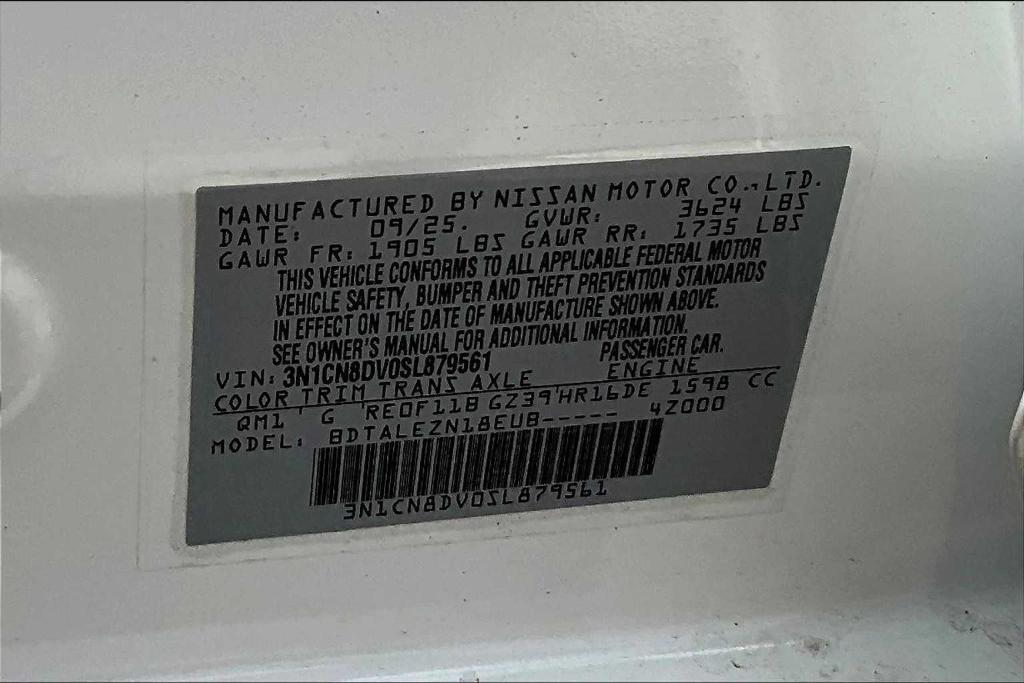 MANUFACTURED BY NISSAN MOTOR CO., LTD.
DATE: 09/25. GVWR: 3624 LBS
GAWR FR: 1905 LBS GAWR RR: 1735 LBS
THIS VEHICLE CONFORMS TO ALL APPLICABLE FEDERAL MOTOR
VEHICLE SAFETY, BUMPER AND THEFT PREVENTION STANDARDS
IN EFFECT ON THE DATE OF MANUFACTURE SHOWN ABOVE.
SEE OWNER'S MANUAL FOR ADDITIONAL INFORMATION.
VIN: 3N1CN8DV0SL879561 PASSENGER CAR.
COLOR TRIM TRANS AXLE ENGINE
QM1 ' G 'RE0F11B GZ39'HR16DE 1598 CC
MODEL: BDTALEZN18EUB----- 4Z000
3N1CN8DV0SL879561